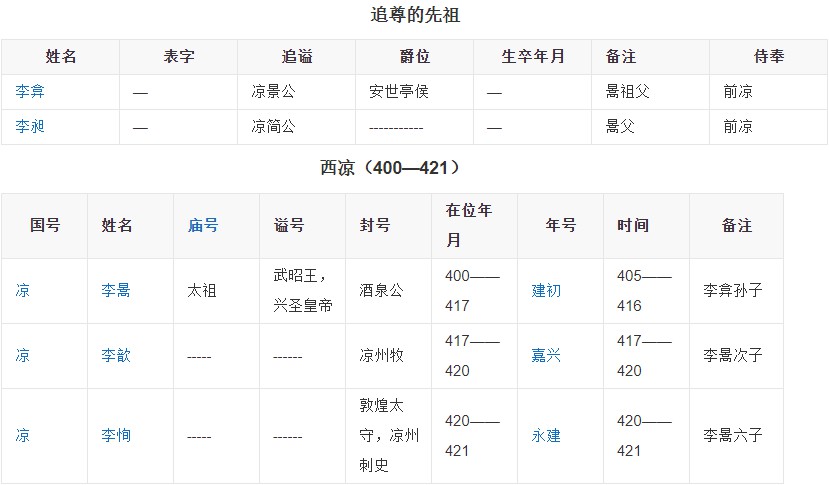 追尊的先祖
姓名 表字 追谥 爵位 生卒年月 备注 侍奉
李弇 — 凉景公 安世亭侯 — 暠祖父 前凉
李昶 — 凉简公 ----------- — 暠父 前凉
西凉（400—421）
国号 姓名 庙号 谥号 封号 在位年月 年号 时间 备注
凉 李暠 太祖 武昭王，兴圣皇帝 酒泉公 400——417 建初 405——416 李弇孙子
凉 李歆 ----- ------ 凉州牧 417——420 嘉兴 417——420 李暠次子
凉 李恂 ----- ------ 敦煌太守，凉州刺史 420——421 永建 420——421 李暠六子